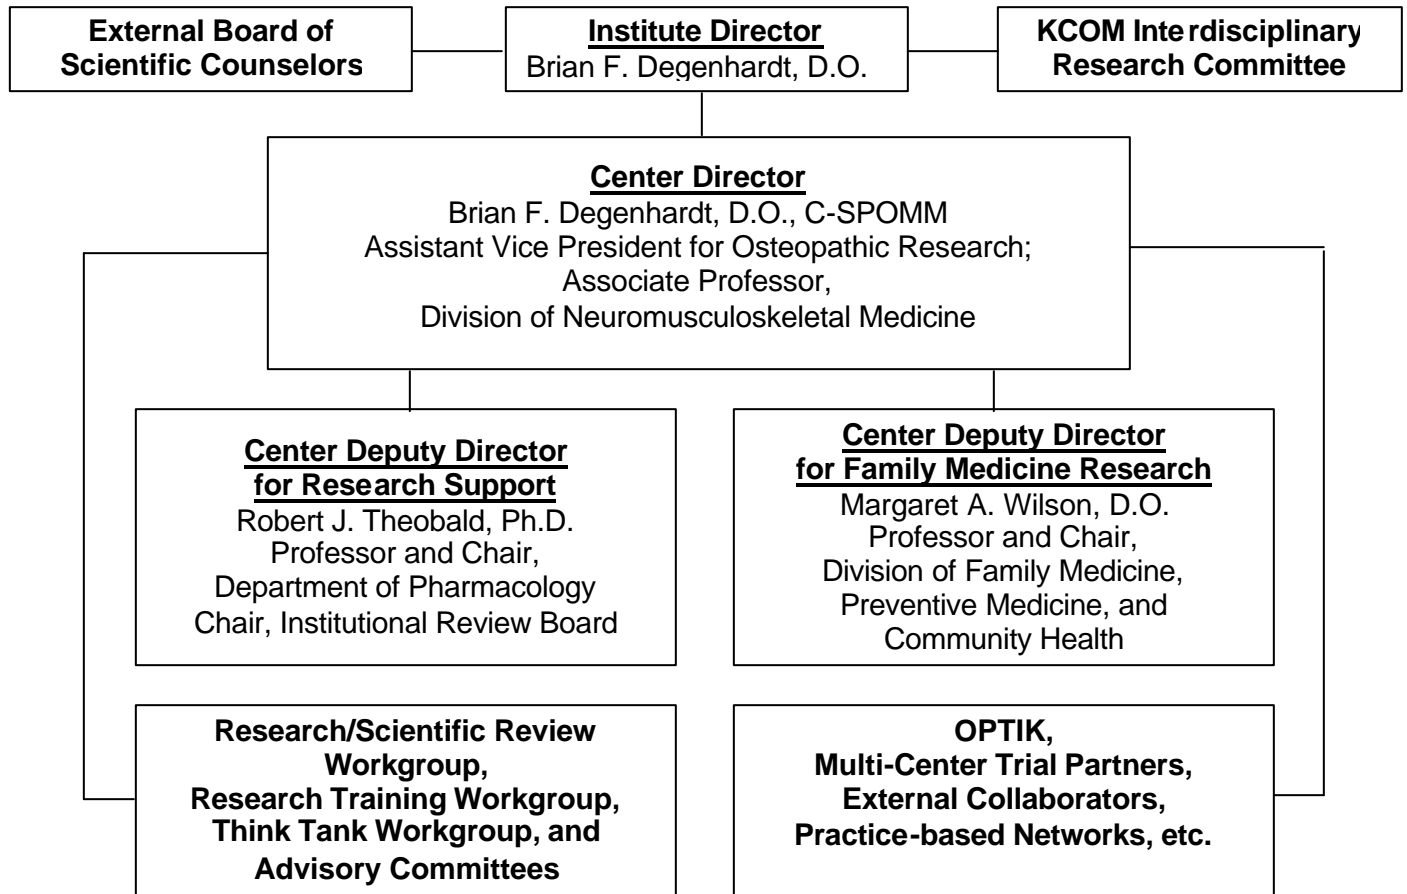 External Board of
Scientific Counselors
Institute Director
Brian F. Degenhardt, D.O.
KCOM Interdisciplinary
Research Committee
Center Director
Brian F. Degenhardt, D.O., C-SPOMM
Assistant Vice President for Osteopathic Research;
Associate Professor,
Division of Neuromusculoskeletal Medicine
Center Deputy Director
for Research Support
Robert J. Theobald, Ph.D.
Professor and Chair,
Department of Pharmacology
Chair, Institutional Review Board
Center Deputy Director
for Family Medicine Research
Margaret A. Wilson, D.O.
Professor and Chair,
Division of Family Medicine,
Preventive Medicine, and
Community Health
Research/Scientific Review
Workgroup,
Research Training Workgroup,
Think Tank Workgroup, and
Advisory Committees
OPTIK,
Multi-Center Trial Partners,
External Collaborators,
Practice-based Networks, etc.